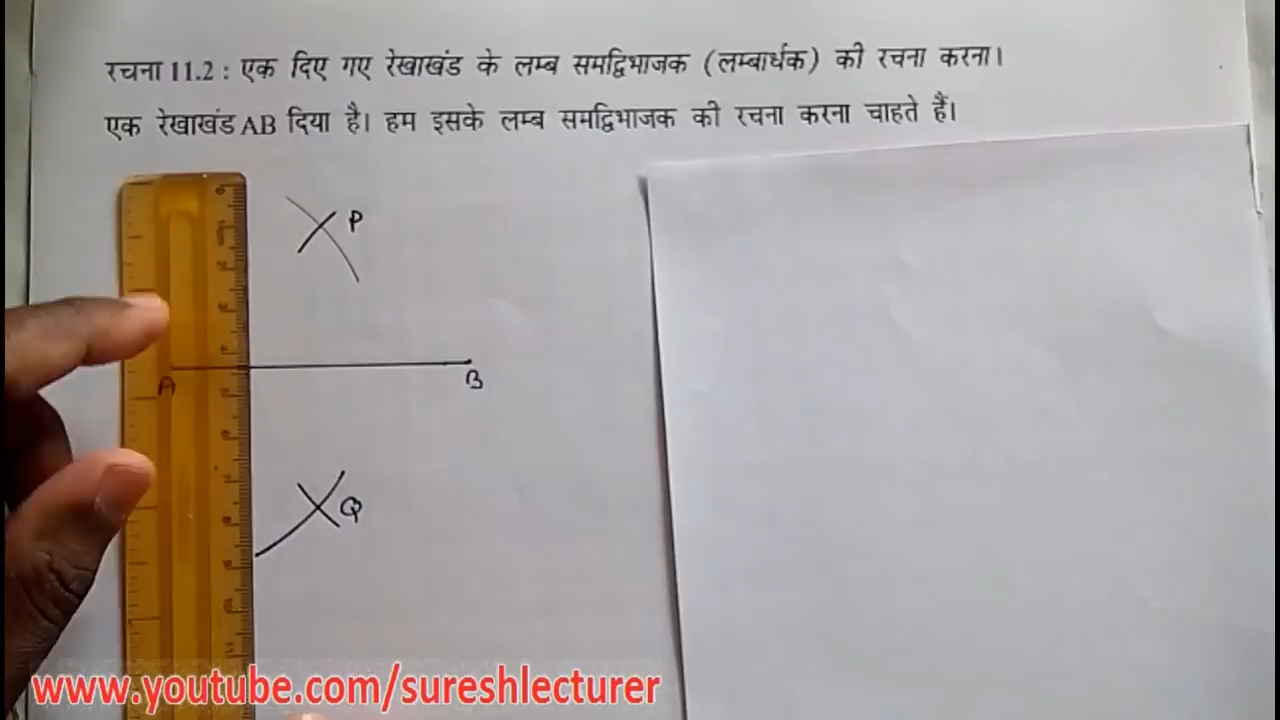 रचना 11.2 : एक दिए गए रेखाखंड के लम्ब समद्विभाजक (लम्बार्धक) की रचना करना।
एक रेखाखंड AB दिया है। हम इसके लम्ब समद्विभाजक की रचना करना चाहते हैं।
P
A
B
Q
www.youtube.com/sureshlecturer